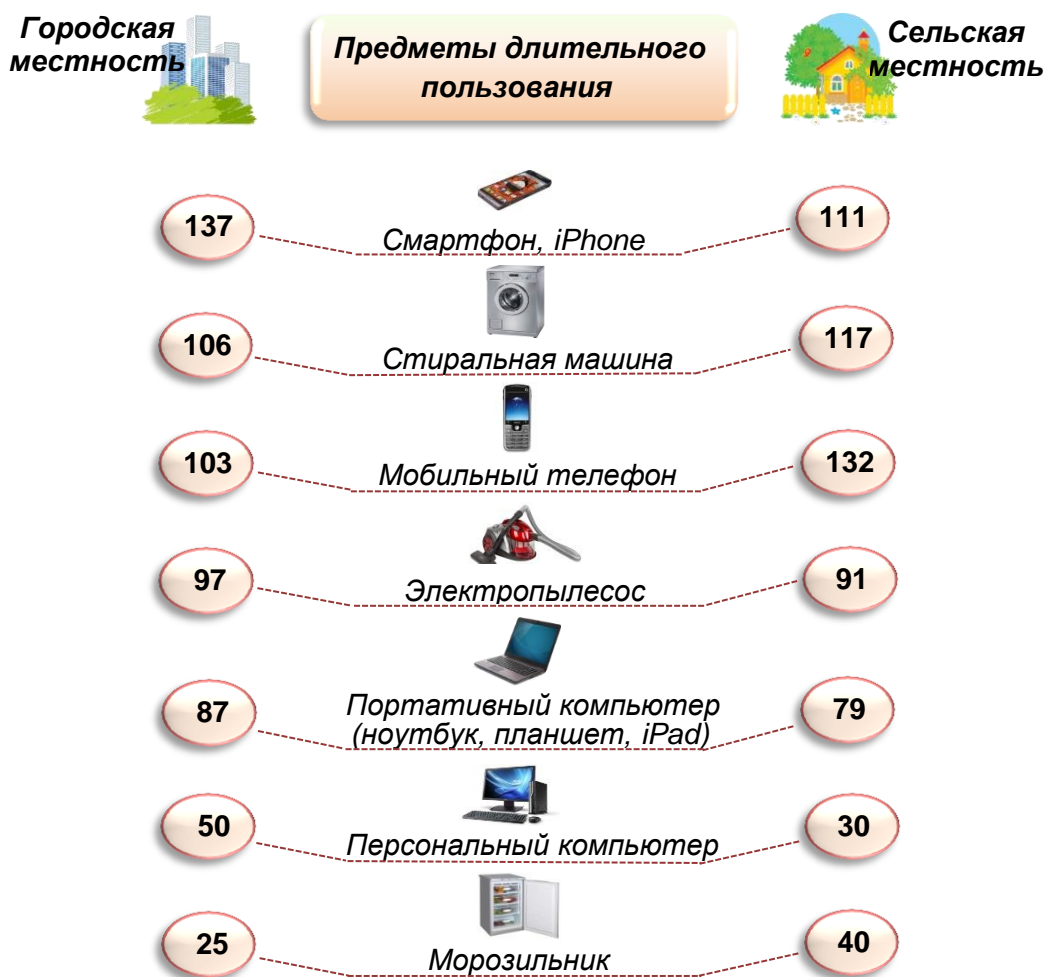 Городская
местность
Предметы длительного
пользования
Сельская
местность
137
Смартфон, iPhone
111
106
Стиральная машина
117
103
Мобильный телефон
132
97
Электропылесос
91
87
Портативный компьютер
(ноутбук, планшет, iPad)
79
50
Персональный компьютер
30
25
Морозильник
40